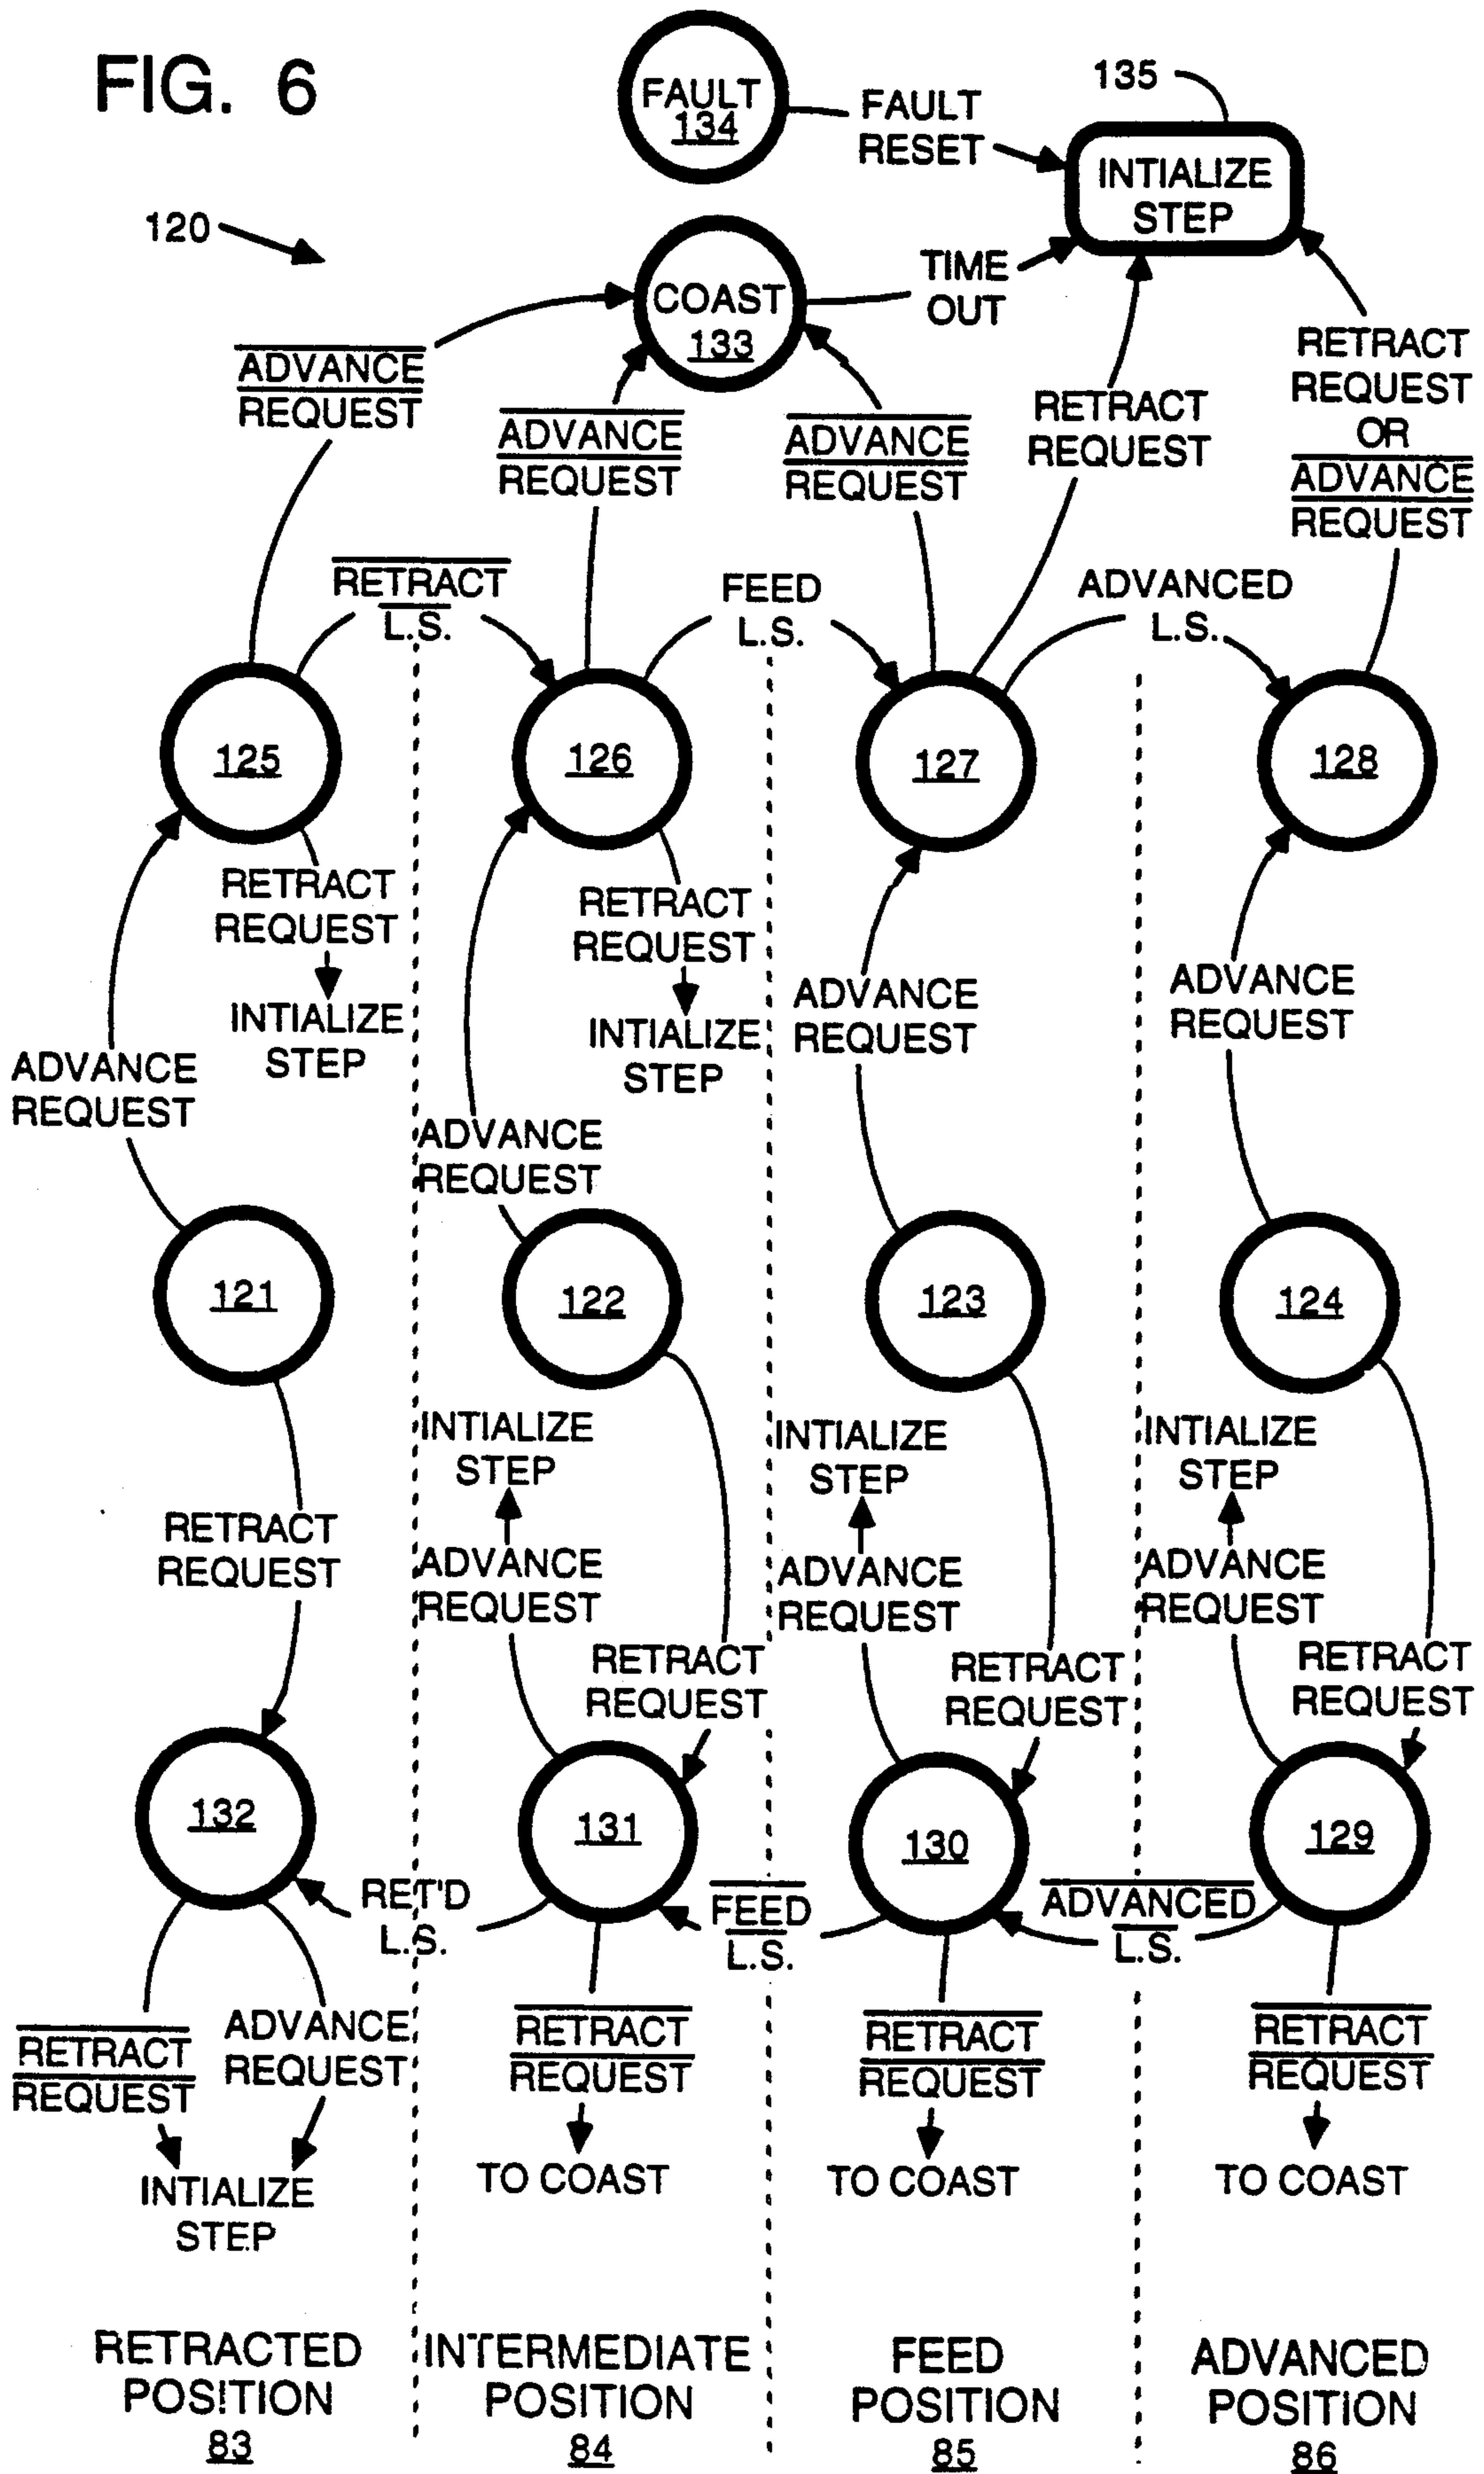 FIG. 6
FAULT
134
FAULT
RESET
135
INTIALIZE
STEP
120
COAST
133
TIME
OUT
ADVANCE
REQUEST
ADVANCE
REQUEST
ADVANCE
REQUEST
RETRACT
REQUEST
RETRACT
REQUEST
OR
ADVANCE
REQUEST
RETRACT
L.S.
FEED
L.S.
ADVANCED
L.S.
125
126
127
128
RETRACT
REQUEST
INTIALIZE
STEP
RETRACT
REQUEST
INTIALIZE
STEP
ADVANCE
REQUEST
ADVANCE
REQUEST
ADVANCE
REQUEST
ADVANCE
REQUEST
121
122
123
124
RETRACT
REQUEST
INTIALIZE
STEP
ADVANCE
REQUEST
RETRACT
REQUEST
INTIALIZE
STEP
ADVANCE
REQUEST
RETRACT
REQUEST
INTIALIZE
STEP
ADVANCE
REQUEST
RETRACT
REQUEST
132
131
130
129
RET'D
L.S.
FEED
L.S.
ADVANCED
L.S.
RETRACT
REQUEST
ADVANCE
REQUEST
INTIALIZE
STEP
RETRACT
REQUEST
TO COAST
RETRACT
REQUEST
TO COAST
RETRACT
REQUEST
TO COAST
RETRACTED
POSITION
83
INTERMEDIATE
POSITION
84
FEED
POSITION
85
ADVANCED
POSITION
86